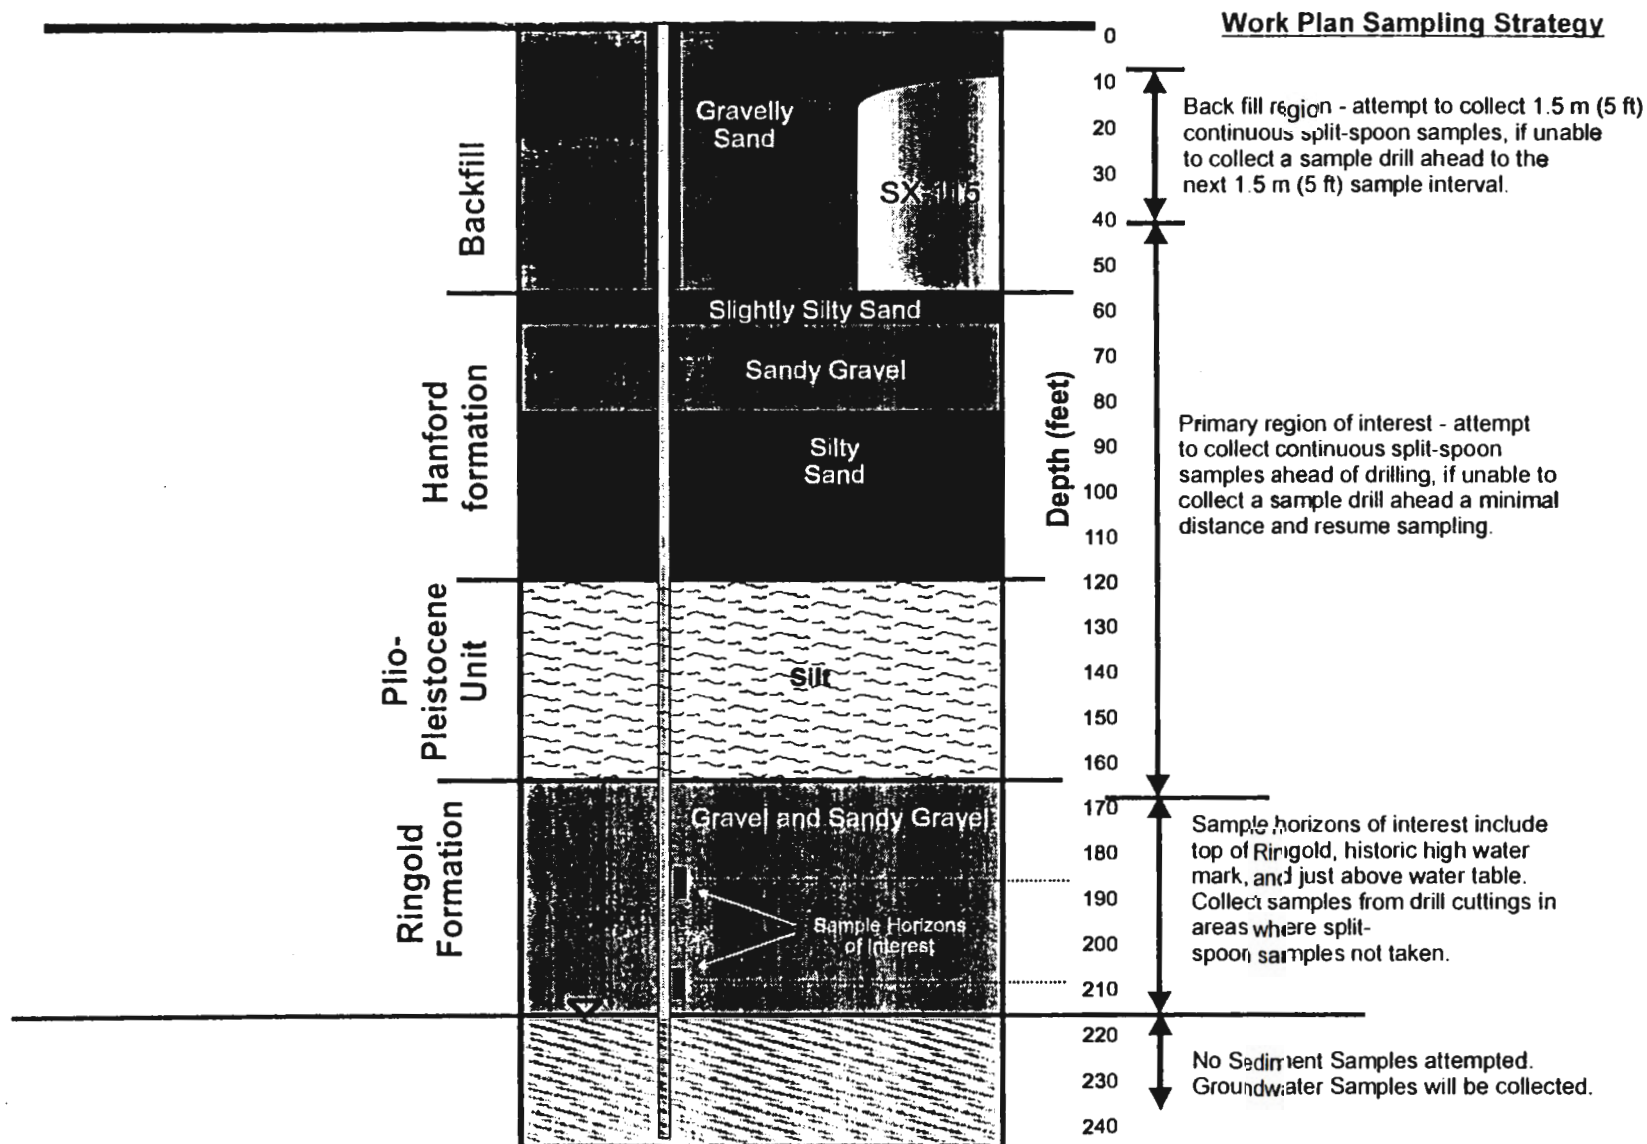 Work Plan Sampling Strategy
0
10
20
30
40
50
60
70
80
90
100
110
120
130
140
150
160
170
180
190
200
210
220
230
240
Depth (feet)
Backfill
Hanford
formation
Plio-
Pleistocene
Unit
Ringold
Formation
Gravelly
Sand
SX-115
Slightly Silty Sand
Sandy Gravel
Silty
Sand
Silt
Gravel and Sandy Gravel
Sample Horizons
of Interest
Back fill region - attempt to collect 1.5 m (5 ft)
continuous split-spoon samples, if unable
to collect a sample drill ahead to the
next 1.5 m (5 ft) sample interval.
Primary region of interest - attempt
to collect continuous split-spoon
samples ahead of drilling, if unable to
collect a sample drill ahead a minimal
distance and resume sampling.
Sample horizons of interest include
top of Ringold, historic high water
mark, and just above water table.
Collect samples from drill cuttings in
areas where split-
spoon samples not taken.
No Sediment Samples attempted.
Groundwater Samples will be collected.